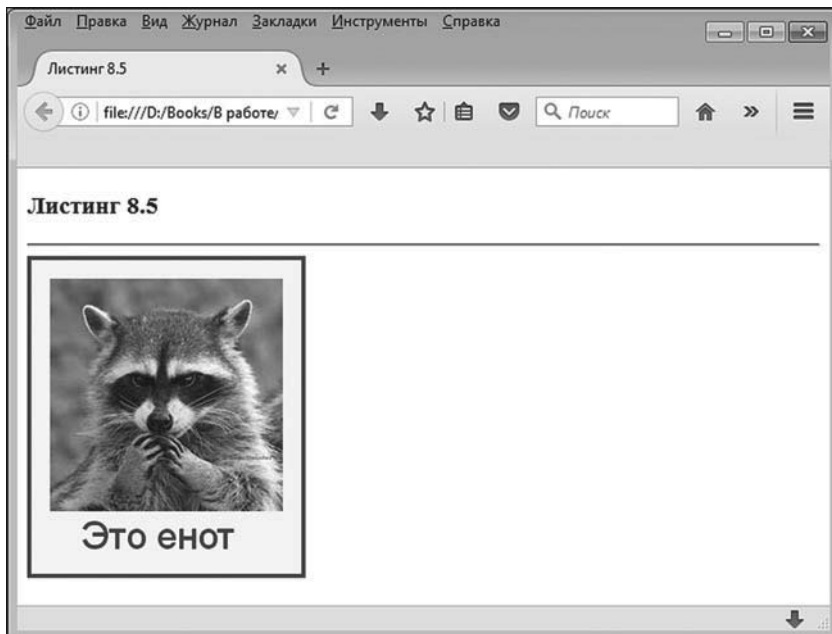 Файл Правка Вид Журнал Закладки Инструменты Справка
Листинг 8.5
file:///D:/Books/В работе/
Поиск
Листинг 8.5
Это енот